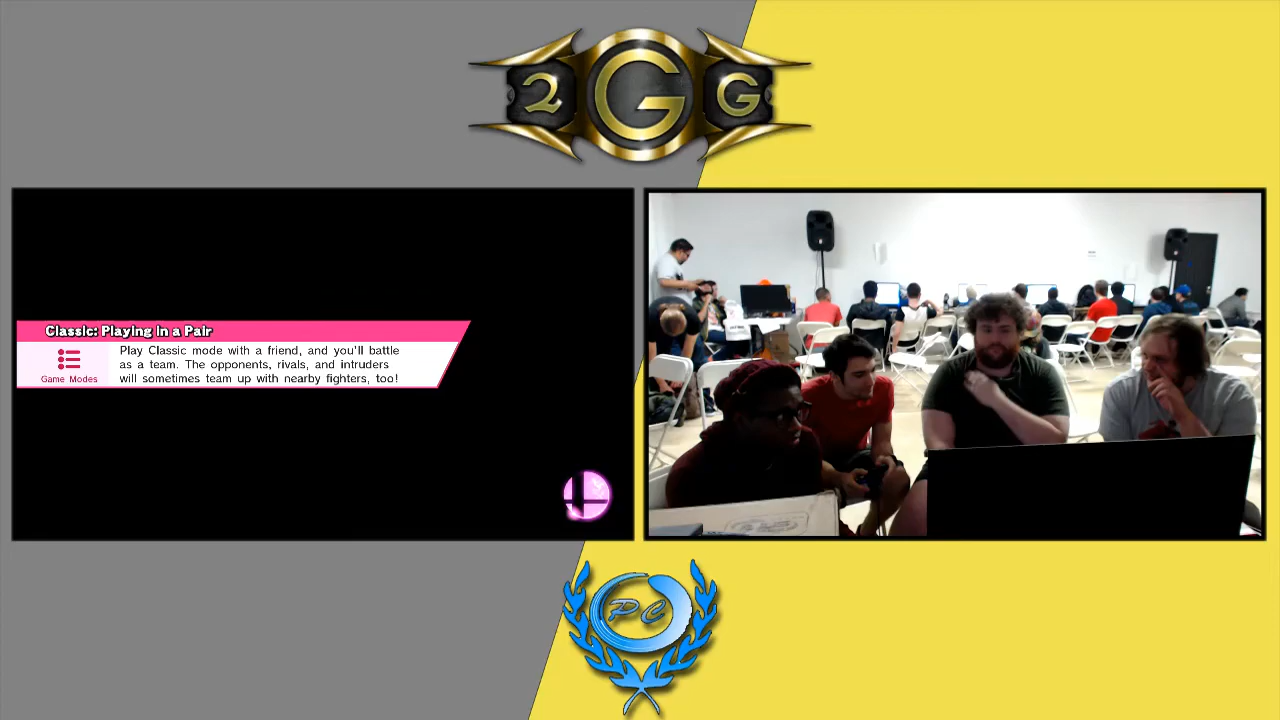 2 G G
Classic: Playing in a Pair
Play Classic mode with a friend, and you'll battle
as a team. The opponents, rivals, and intruders
will sometimes team up with nearby fighters, too!
Game Modes
PC